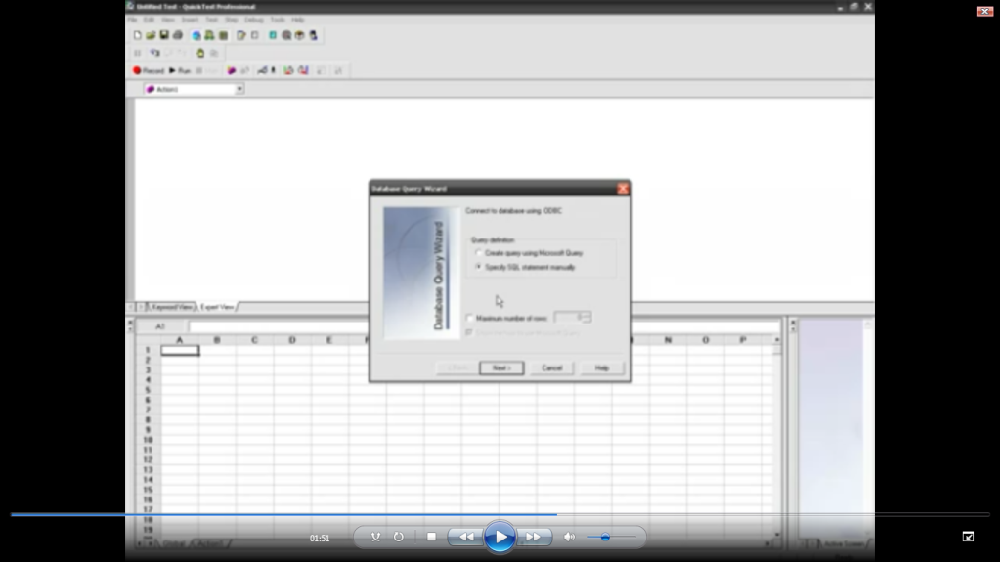 Untitled Test - QuickTest Professional
File Edit View Insert Test Step Debug Tools Help
Record Run
Action1
Database Query Wizard
Connect to database using ODBC
Database Query Wizard
Query definition
Create query using Microsoft Query
Specify SQL statement manually
Maximum number of rows:
Next >
Cancel
Help
Keyword View Expert View
A1
A B C D E F N O P
1
2
3
4
5
6
7
8
9
10
11
12
13
14
15
16
17
18
19
Global Action1
Active Screen
01:51